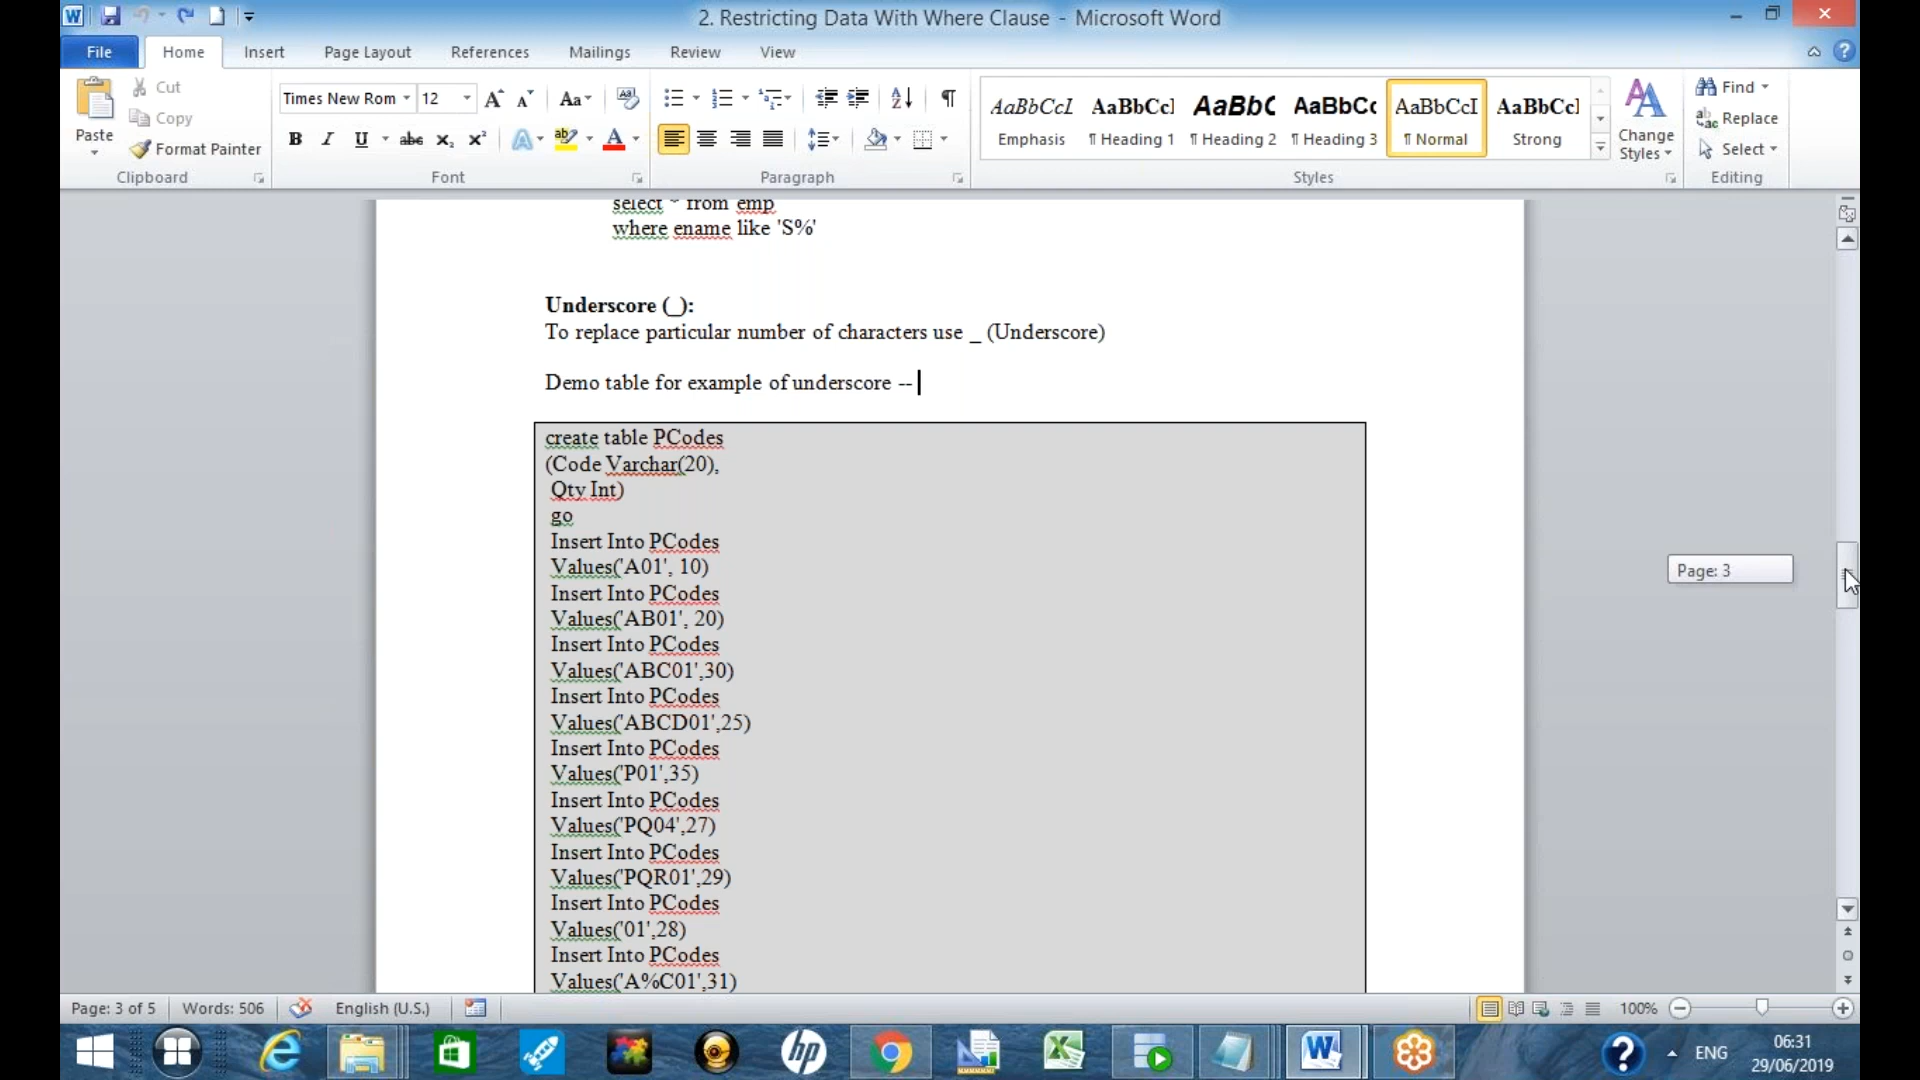 2. Restricting Data With Where Clause - Microsoft Word
File Home Insert Page Layout References Mailings Review View
Paste
Cut
Copy
Format Painter
Clipboard
Times New Rom 12
Font
Paragraph
AaBbCcI AaBbCcI AaBbC AaBbCc AaBbCcI AaBbCcI
Emphasis ¶ Heading 1 ¶ Heading 2 ¶ Heading 3 ¶ Normal Strong
Change Styles
Styles
Find
Replace
Select
Editing
select * from emp
where ename like 'S%'
Underscore (_):
To replace particular number of characters use _ (Underscore)
Demo table for example of underscore --
create table PCodes
(Code Varchar(20),
Qty Int)
go
Insert Into PCodes
Values('A01', 10)
Insert Into PCodes
Values('AB01', 20)
Insert Into PCodes
Values('ABC01',30)
Insert Into PCodes
Values('ABCD01',25)
Insert Into PCodes
Values('P01',35)
Insert Into PCodes
Values('PQ04',27)
Insert Into PCodes
Values('PQR01',29)
Insert Into PCodes
Values('01',28)
Insert Into PCodes
Values('A%C01',31)
Page: 3
Page: 3 of 5 Words: 506 English (U.S.) 100%
ENG
06:31
29/06/2019